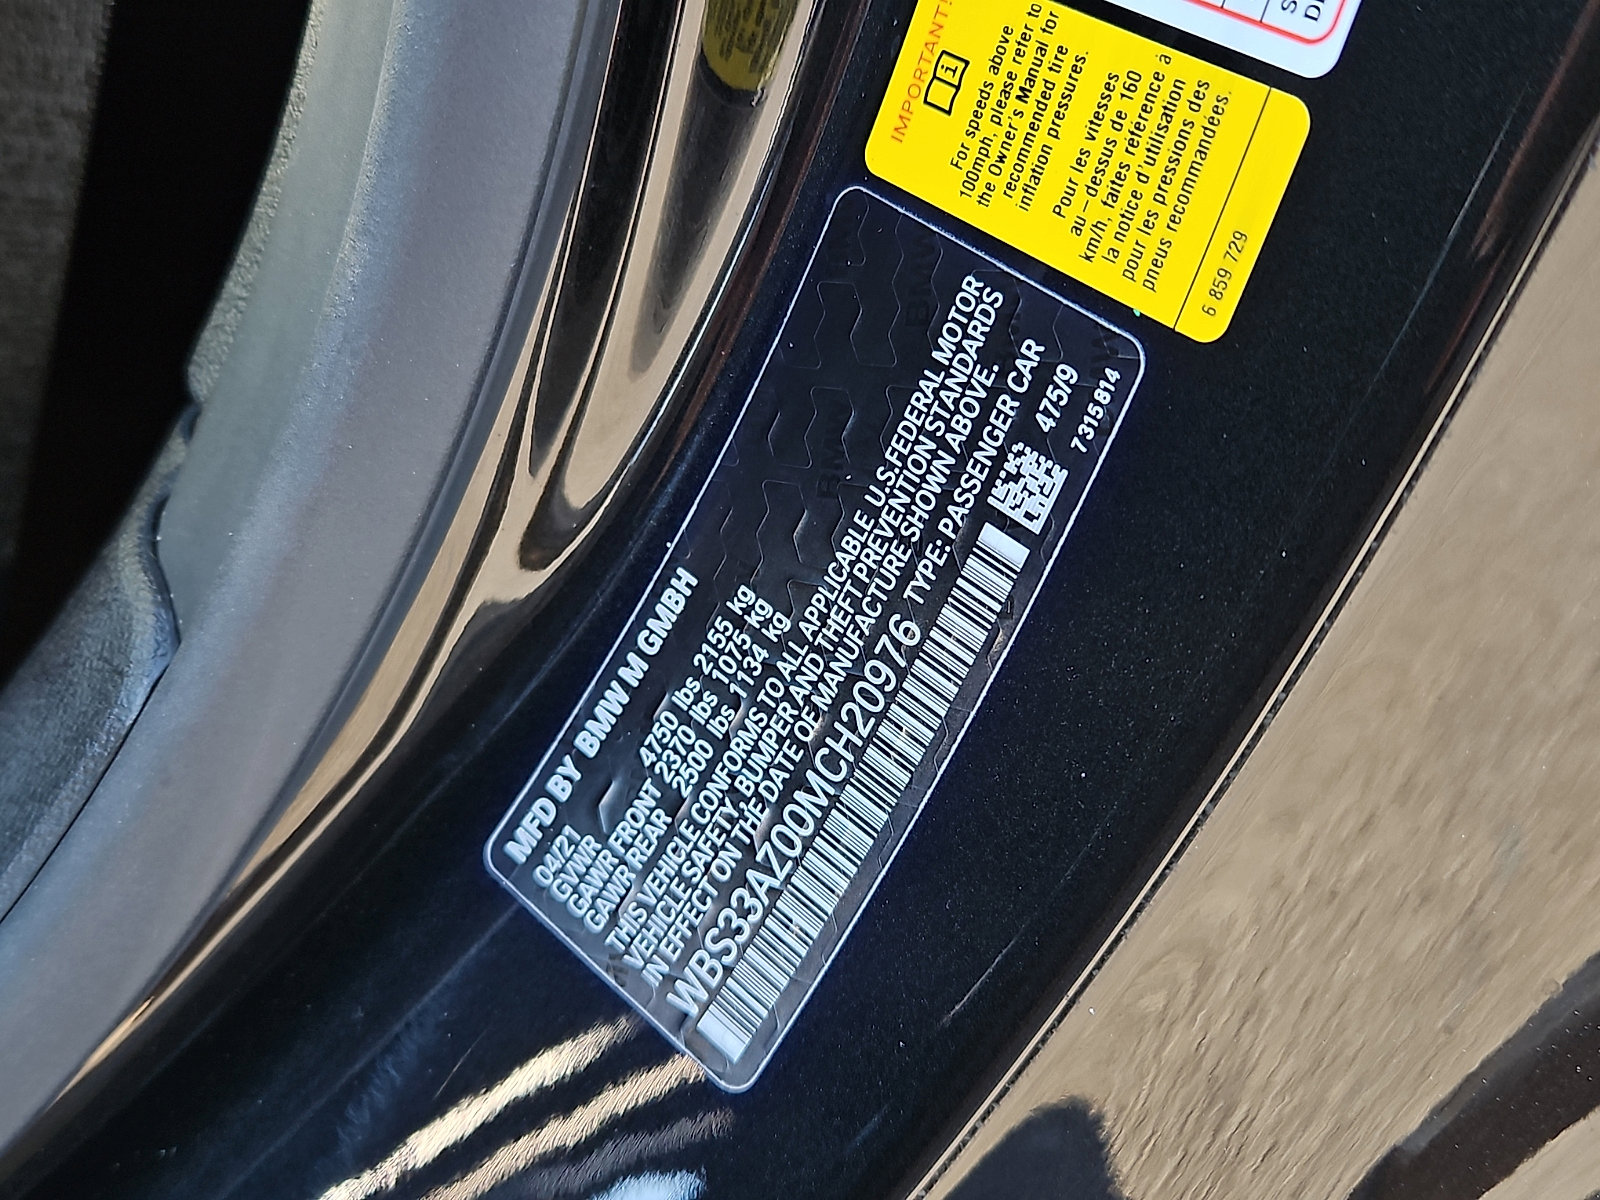 IMPORTANT!
For speeds above
100mph, please refer to
the Owner's Manual for
recommended tire
inflation pressures.
Pour les vitesses
au – dessus de 160
km/h, faites référence à
la notice d'utilisation
pour les pressions des
pneus recommandées.
6 859 729
MFD BY BMW M GMBH
04/21
GVWR 4750 lbs 2155 kg
GAWR FRONT 2370 lbs 1075 kg
GAWR REAR 2500 lbs 1134 kg
THIS VEHICLE CONFORMS TO ALL APPLICABLE U.S.FEDERAL MOTOR
VEHICLE SAFETY, BUMPER AND THEFT PREVENTION STANDARDS
IN EFFECT ON THE DATE OF MANUFACTURE SHOWN ABOVE.
WBS33AZ00MCH20976 TYPE: PASSENGER CAR
475/9
7315814